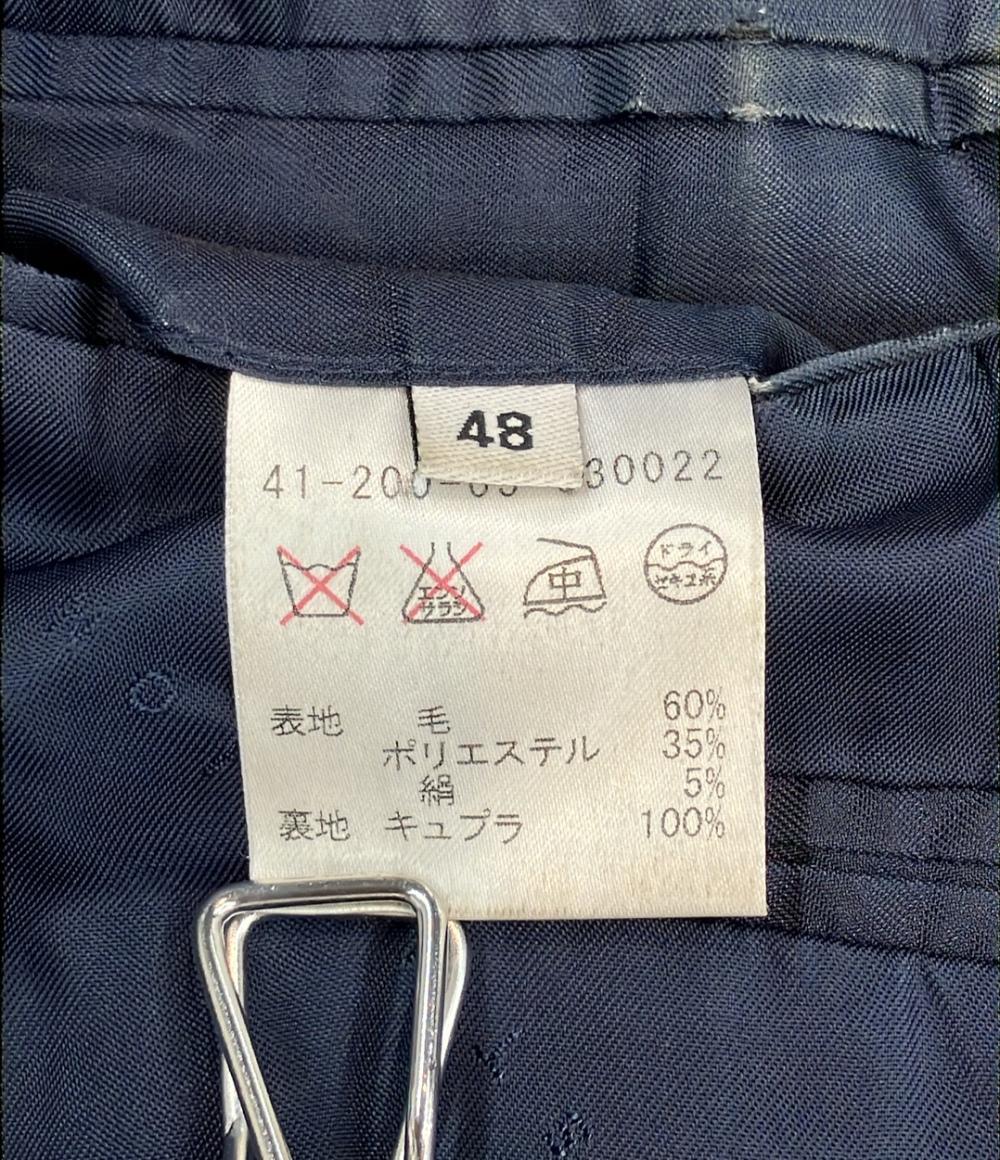 48
41-200- 30022
エンソ
サラシ
中
ドライ
セキユ系
表地 毛 60%
ポリエステル 35%
絹 5%
裏地 キュプラ 100%